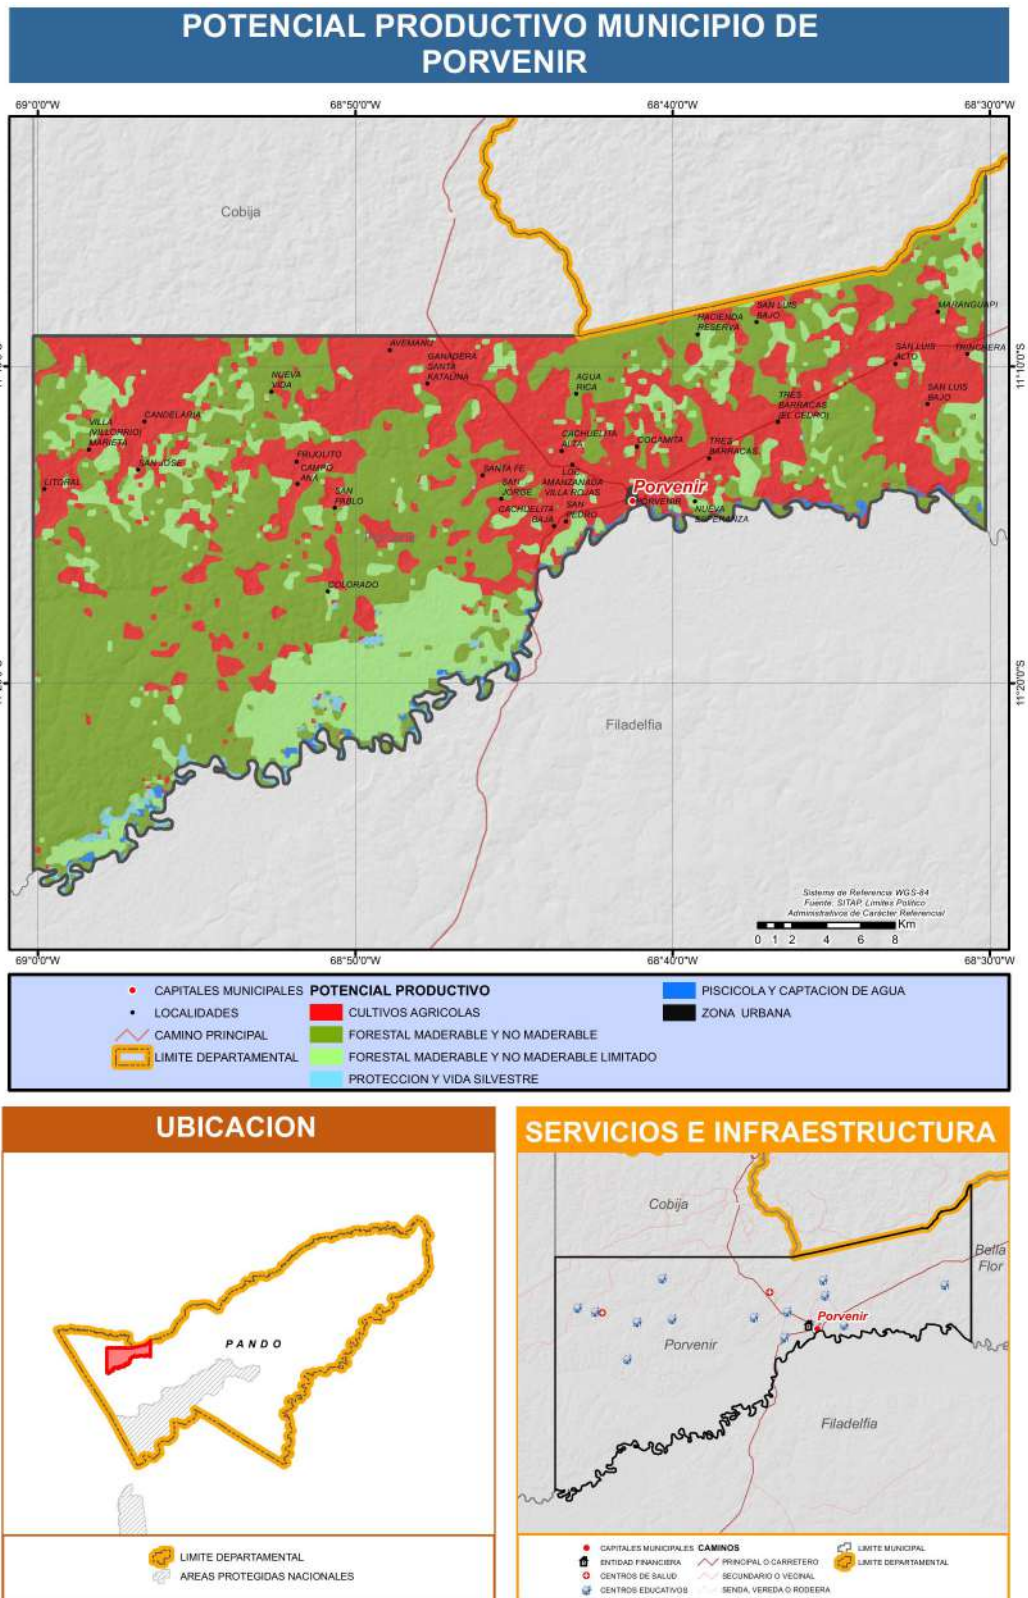 POTENCIAL PRODUCTIVO MUNICIPIO DE
PORVENIR
69°0'0"W
68°50'0"W
68°40'0"W
68°30'0"W
Cobija
MARANGUAPI
SAN LUIS
BAJO
HACIENDA
RESERVA
AVEMANU
GANADERA
SANTA
KATALINA
SAN LUIS
ALTO
TRINCHERA
11°10'0"S
NUEVA
VIDA
AGUA
RICA
SAN LUIS
BAJO
TRES
BARRACAS
(EL CEDRO)
CANDELARIA
VILLA
(VILLORRIO)
MARIETA
CACHUELITA
ALTA
COCAMITA
TRES
BARRACAS
SAN JOSE
FRUOLITO
CAMPO
ANA
SANTA FE
LOC.
AMANZANADA
VILLA ROJAS
LITORAL
SAN
PABLO
SAN
JORGE
Porvenir
PORVENIR
CACHUELITA
BAJA
SAN
PEDRO
NUEVA
ESPERANZA
COLORADO
11°20'0"S
Filadelfia
Sistema de Referencia WGS-84
Fuente: SITAP, Limites Politico
Administrativos de Carácter Referencial
Km
0 1 2 4 6 8
69°0'0"W
68°50'0"W
68°40'0"W
68°30'0"W
CAPITALES MUNICIPALES
LOCALIDADES
CAMINO PRINCIPAL
LIMITE DEPARTAMENTAL
POTENCIAL PRODUCTIVO
CULTIVOS AGRICOLAS
FORESTAL MADERABLE Y NO MADERABLE
FORESTAL MADERABLE Y NO MADERABLE LIMITADO
PROTECCION Y VIDA SILVESTRE
PISCICOLA Y CAPTACION DE AGUA
ZONA URBANA
UBICACION
PANDO
LIMITE DEPARTAMENTAL
AREAS PROTEGIDAS NACIONALES
SERVICIOS E INFRAESTRUCTURA
Cobija
Bella
Flor
Porvenir
Porvenir
Filadelfia
CAPITALES MUNICIPALES
ENTIDAD FINANCIERA
CENTROS DE SALUD
CENTROS EDUCATIVOS
CAMINOS
PRINCIPAL O CARRETERO
SECUNDARIO O VECINAL
SENDA, VEREDA O RODEERA
LIMITE MUNICIPAL
LIMITE DEPARTAMENTAL